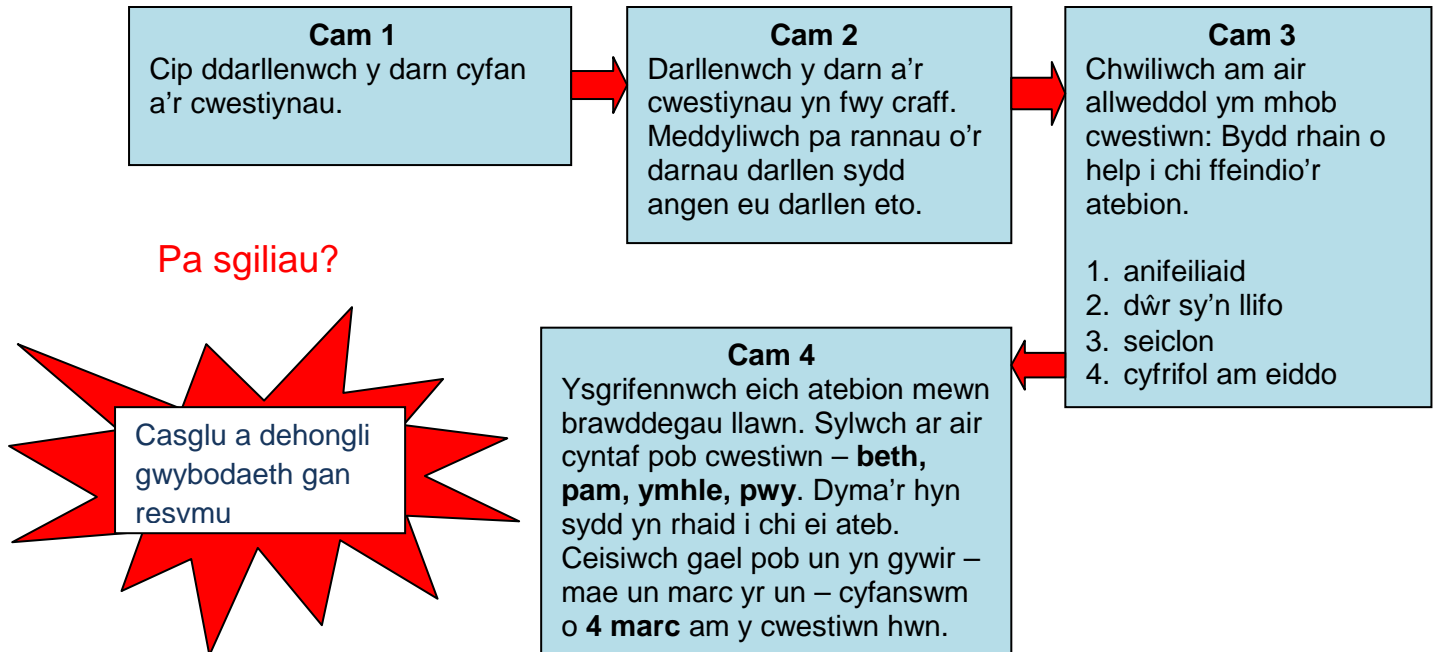 Cam 1
Cip ddarllenwch y darn cyfan
a'r cwestiynau.
Cam 2
Darllenwch y darn a'r
cwestiynau yn fwy craff.
Meddyliwch pa rannau o'r
darnau darllen sydd
angen eu darllen eto.
Cam 3
Chwiliwch am air
allweddol ym mhob
cwestiwn: Bydd rhain o
help i chi ffeindio'r
atebion.
1. anifeiliaid
2. dŵr sy'n llifo
3. seiclon
4. cyfrifol am eiddo
Pa sgiliau?
Casglu a dehongli
gwybodaeth gan
resymu
Cam 4
Ysgrifennwch eich atebion mewn
brawddegau llawn. Sylwch ar air
cyntaf pob cwestiwn – beth,
pam, ymhle, pwy. Dyma'r hyn
sydd yn rhaid i chi ei ateb.
Ceisiwch gael pob un yn gywir –
mae un marc yr un – cyfanswm
o 4 marc am y cwestiwn hwn.